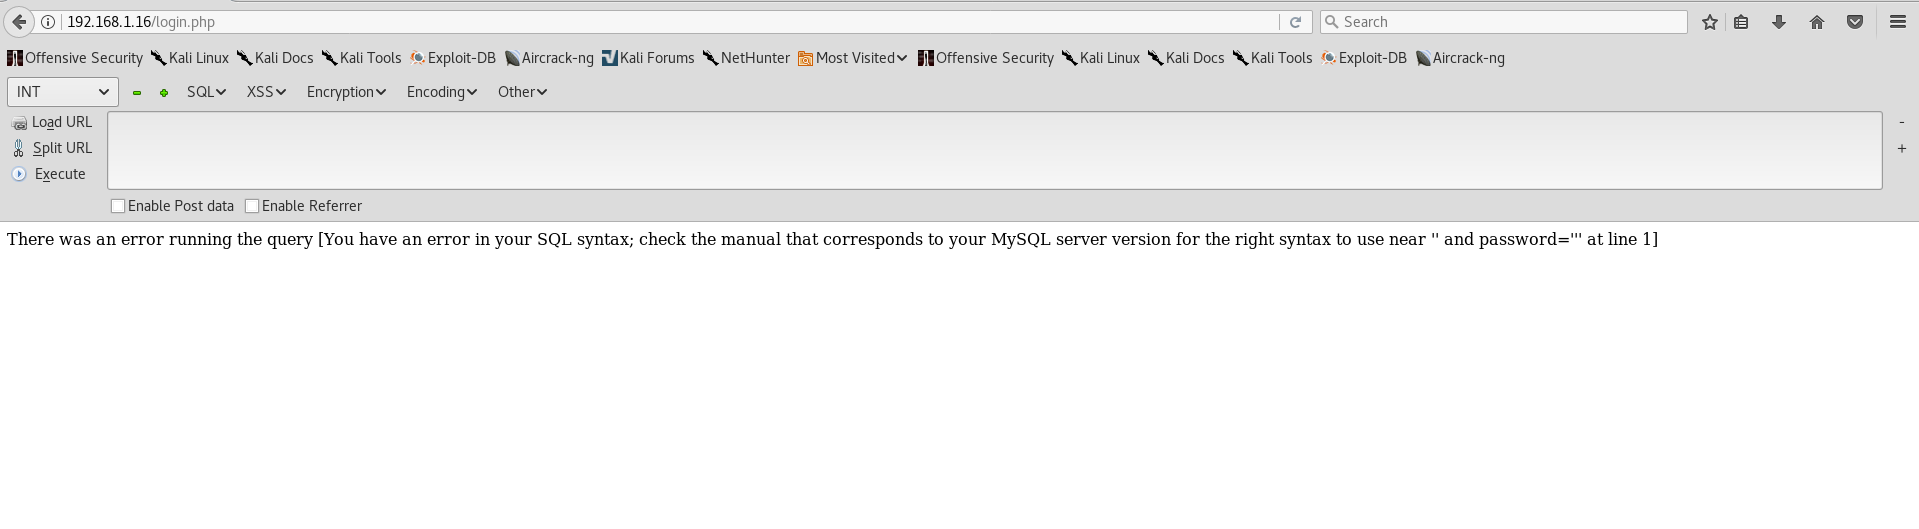 192.168.1.16/login.php Search
Offensive Security Kali Linux Kali Docs Kali Tools Exploit-DB Aircrack-ng Kali Forums NetHunter Most Visited Offensive Security Kali Linux Kali Docs Kali Tools Exploit-DB Aircrack-ng
INT SQL XSS Encryption Encoding Other
Load URL -
Split URL +
Execute
Enable Post data Enable Referrer
There was an error running the query [You have an error in your SQL syntax; check the manual that corresponds to your MySQL server version for the right syntax to use near '' and password=''' at line 1]